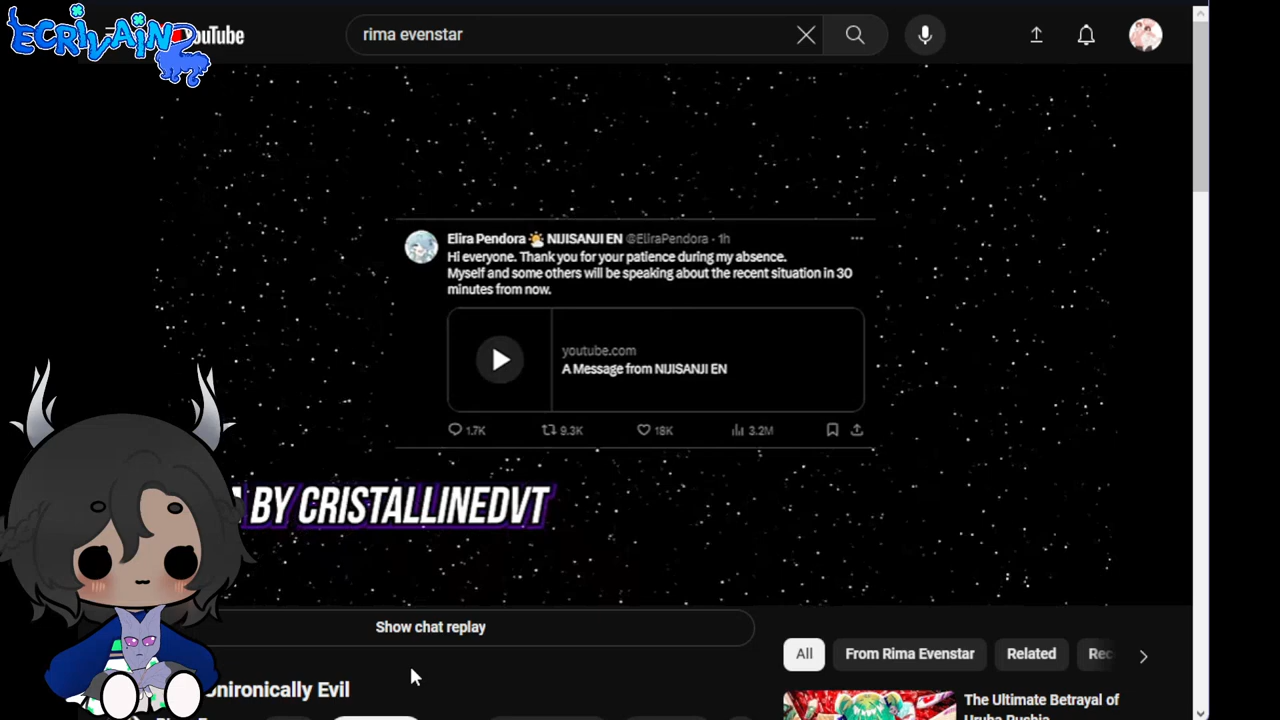 ECRIVAIN
YouTube
rima evenstar
Elira Pendora NIJISANJI EN @EliraPendora · 1h
Hi everyone. Thank you for your patience during my absence.
Myself and some others will be speaking about the recent situation in 30
minutes from now.
youtube.com
A Message from NIJISANJI EN
1.7K 9.3K 18K 3.2M
BY CRISTALLINEDVT
Show chat replay
All From Rima Evenstar Related Rec
Unironically Evil
The Ultimate Betrayal of